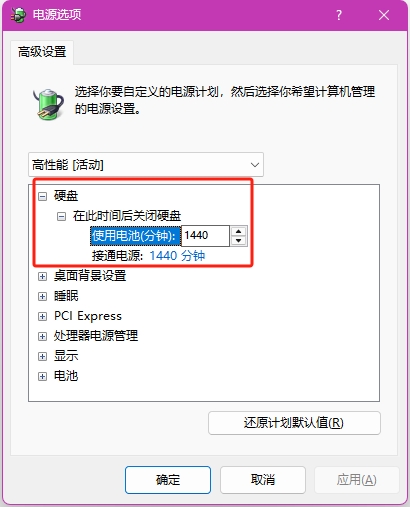 电源选项
?
高级设置
选择你要自定义的电源计划，然后选择你希望计算机管理
的电源设置。
高性能 [活动]
硬盘
在此时间后关闭硬盘
使用电池(分钟): 1440
接通电源: 1440 分钟
桌面背景设置
睡眠
PCI Express
处理器电源管理
显示
电池
还原计划默认值(R)
确定 取消 应用(A)